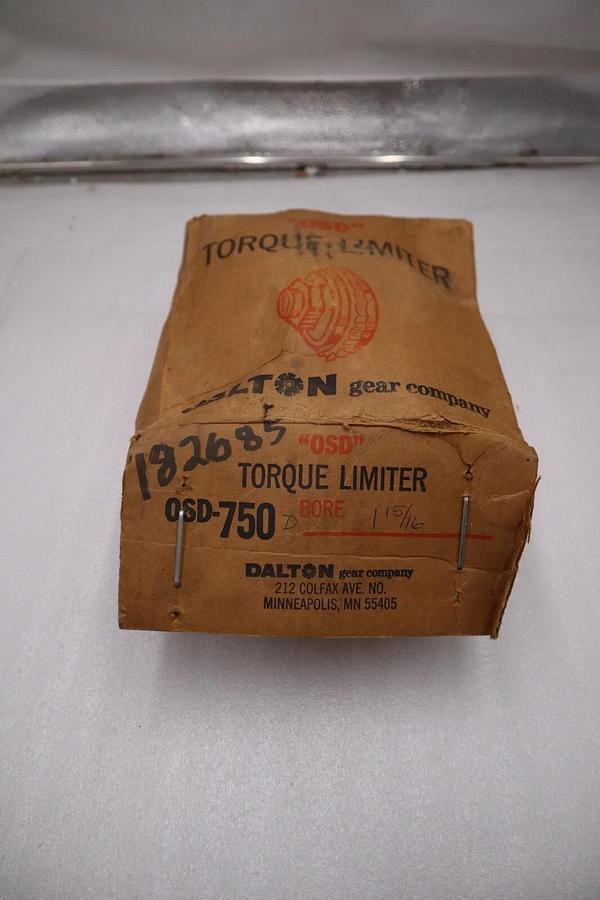 "OSD"
TORQUE LIMITER
DALTON gear company
182685
"OSD"
TORQUE LIMITER
OSD-750 D BORE 1 15/16
DALTON gear company
212 COLFAX AVE. NO.
MINNEAPOLIS, MN 55405